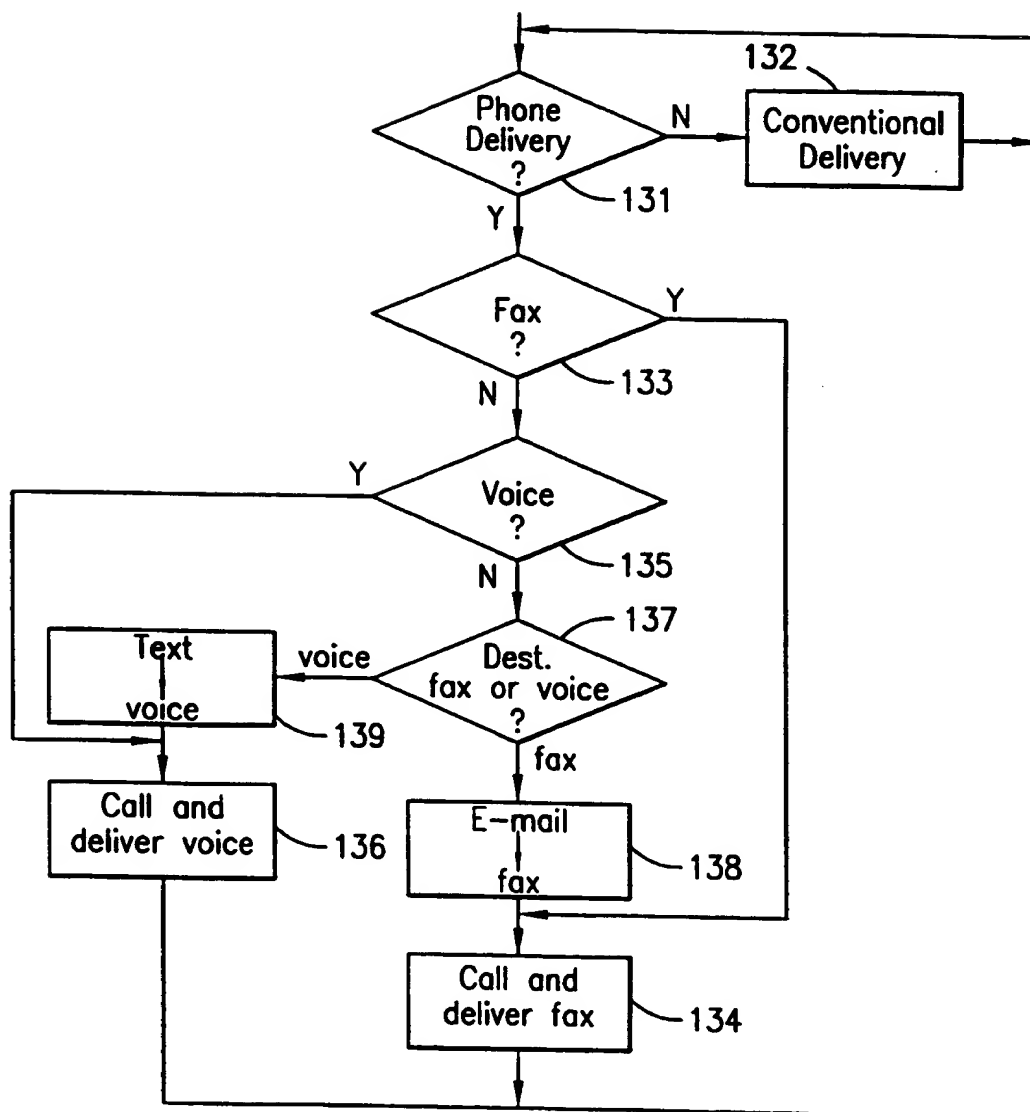 132
Phone
Delivery
?
N
Conventional
Delivery
131
Y
Fax
?
Y
133
N
Y
Voice
?
135
N
137
Text
voice
voice
Dest.
fax or voice
?
139
fax
Call and
deliver voice
136
E-mail
fax
138
Call and
deliver fax
134